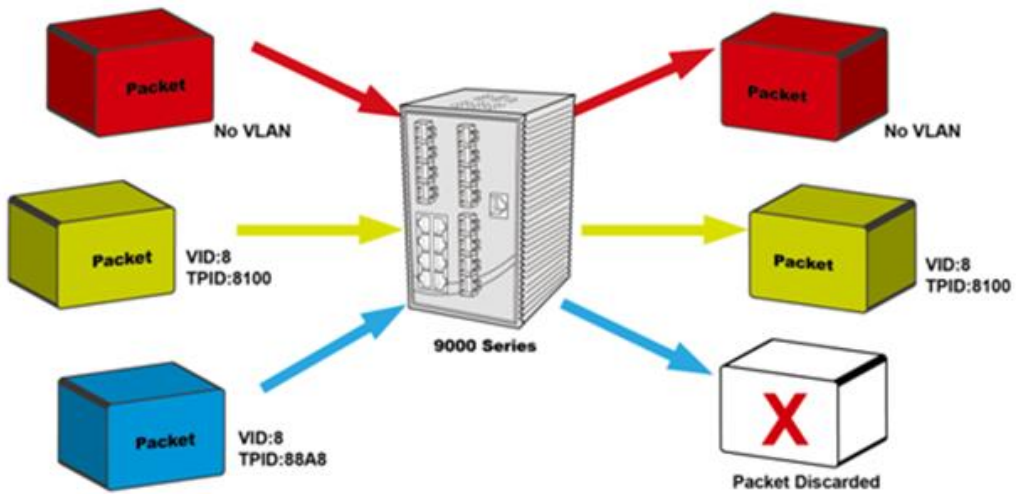 Packet
No VLAN
Packet
No VLAN
Packet
VID:8
TPID:8100
Packet
VID:8
TPID:8100
9000 Series
Packet
VID:8
TPID:88A8
X
Packet Discarded